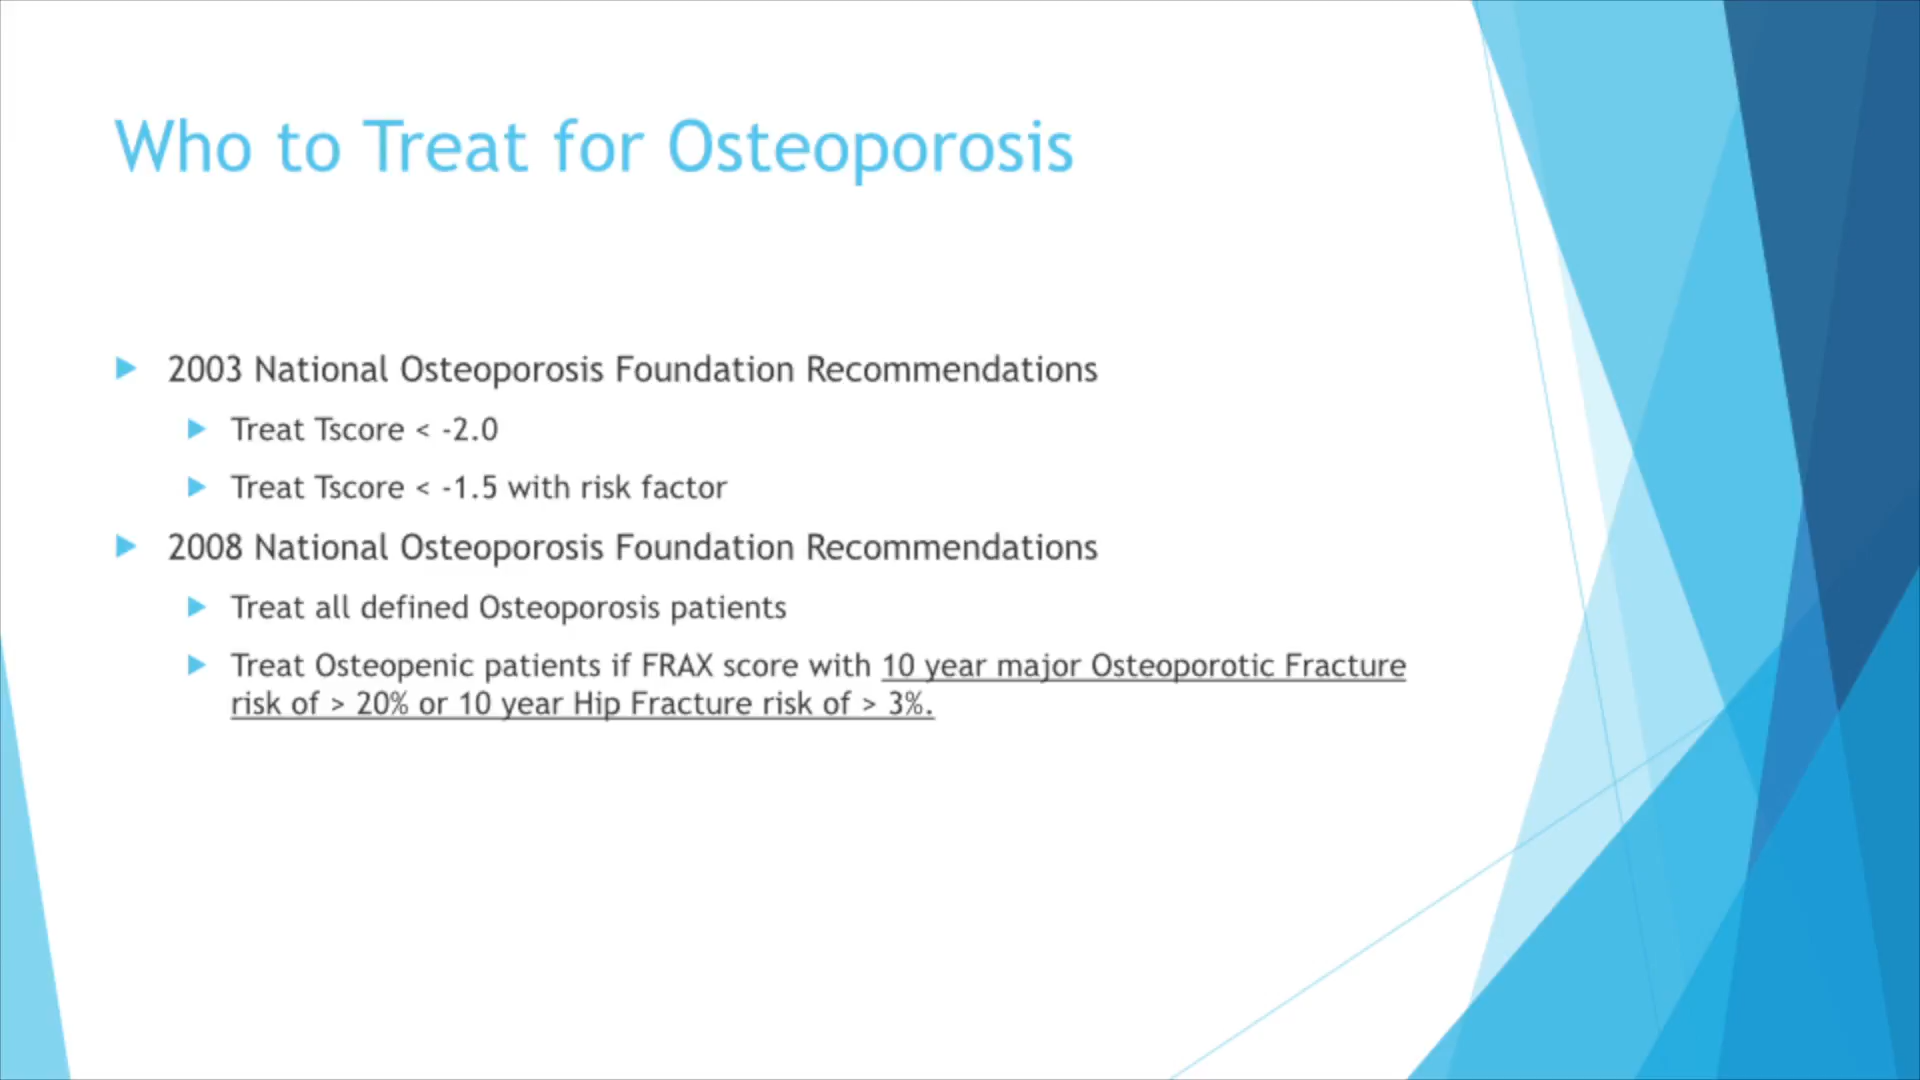 Who to Treat for Osteoporosis
2003 National Osteoporosis Foundation Recommendations
Treat Tscore < -2.0
Treat Tscore < -1.5 with risk factor
2008 National Osteoporosis Foundation Recommendations
Treat all defined Osteoporosis patients
Treat Osteopenic patients if FRAX score with 10 year major Osteoporotic Fracture
risk of > 20% or 10 year Hip Fracture risk of > 3%.